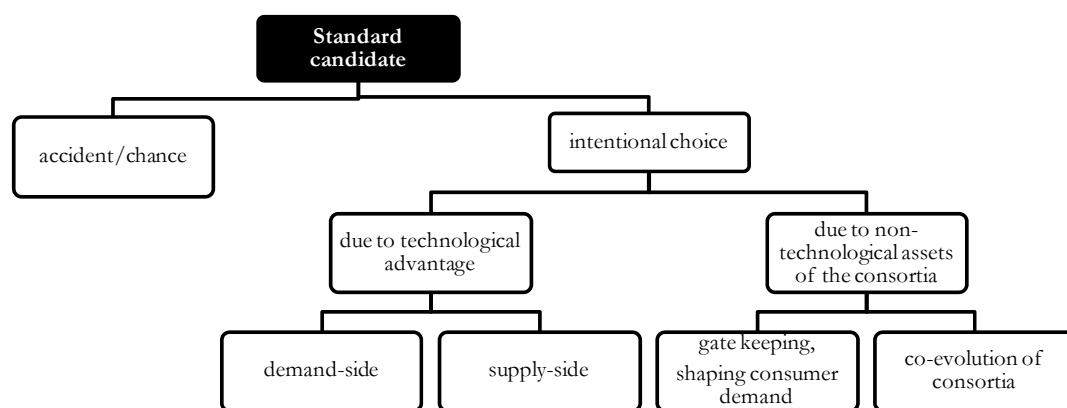 Standard
candidate
accident/chance
intentional choice
due to technological
advantage
due to non-
technological assets
of the consortia
demand-side
supply-side
gate keeping,
shaping consumer
demand
co-evolution of
consortia